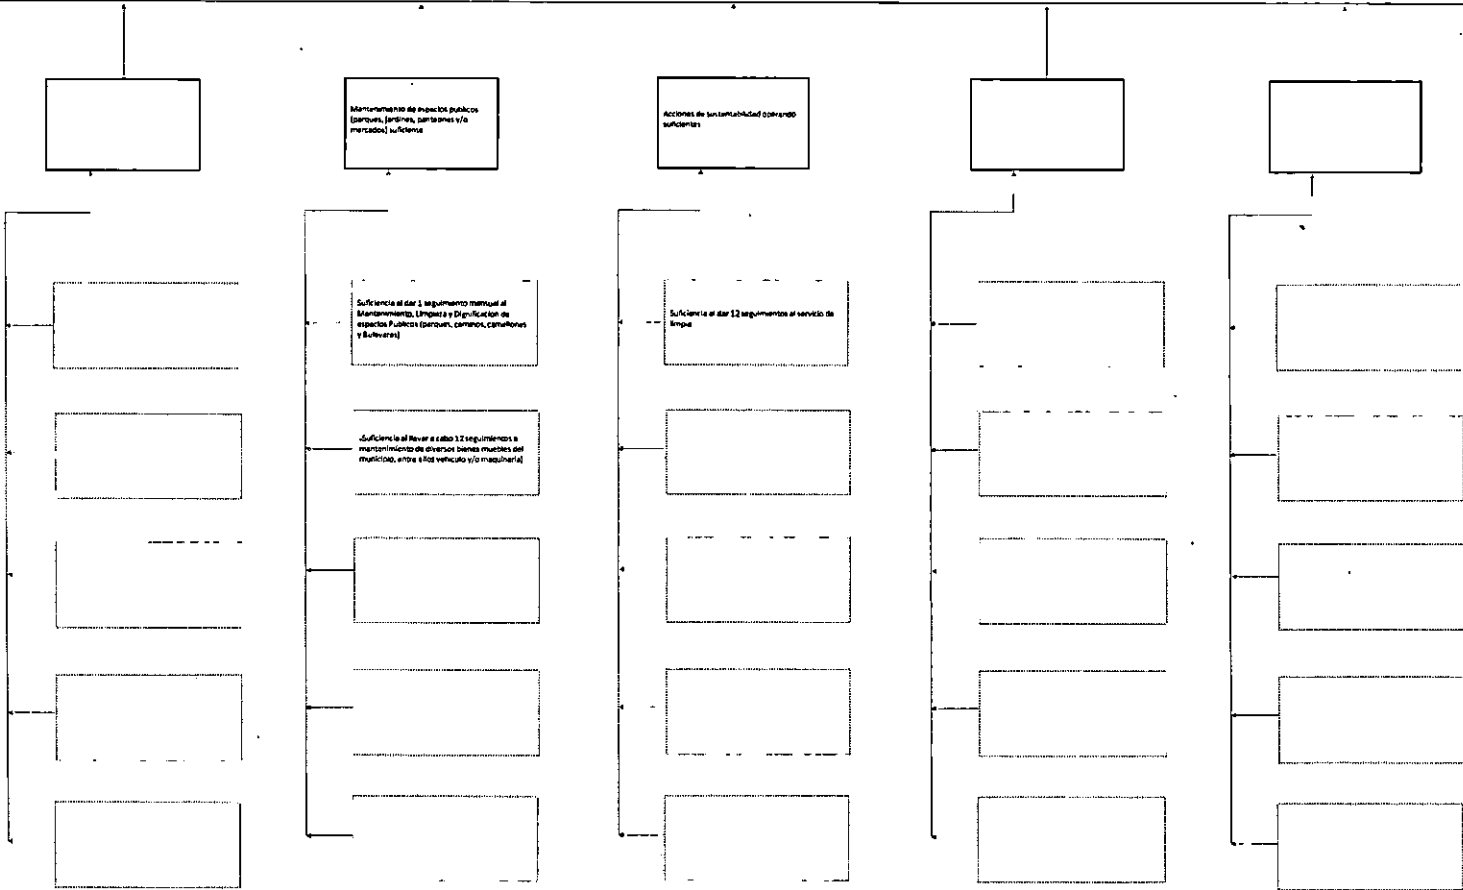 Mantenimiento de espacios publicos
(parques, jardines, panteones y/o
mercados) suficiente
Acciones de sustentabilidad operando
suficientes
Suficiencia al dar 1 seguimiento mensual al
Mantenimiento, Limpieza y Dignificacion de
espacios Publicos (parques, caminos, camellones
y Bulevares)
Suficiencia al dar 12 seguimientos al servicio de
limpia
Suficiencia al llevar a cabo 12 seguimientos a
mantenimiento de diversos bienes muebles del
municipio, entre ellos vehiculo y/o maquinaria)